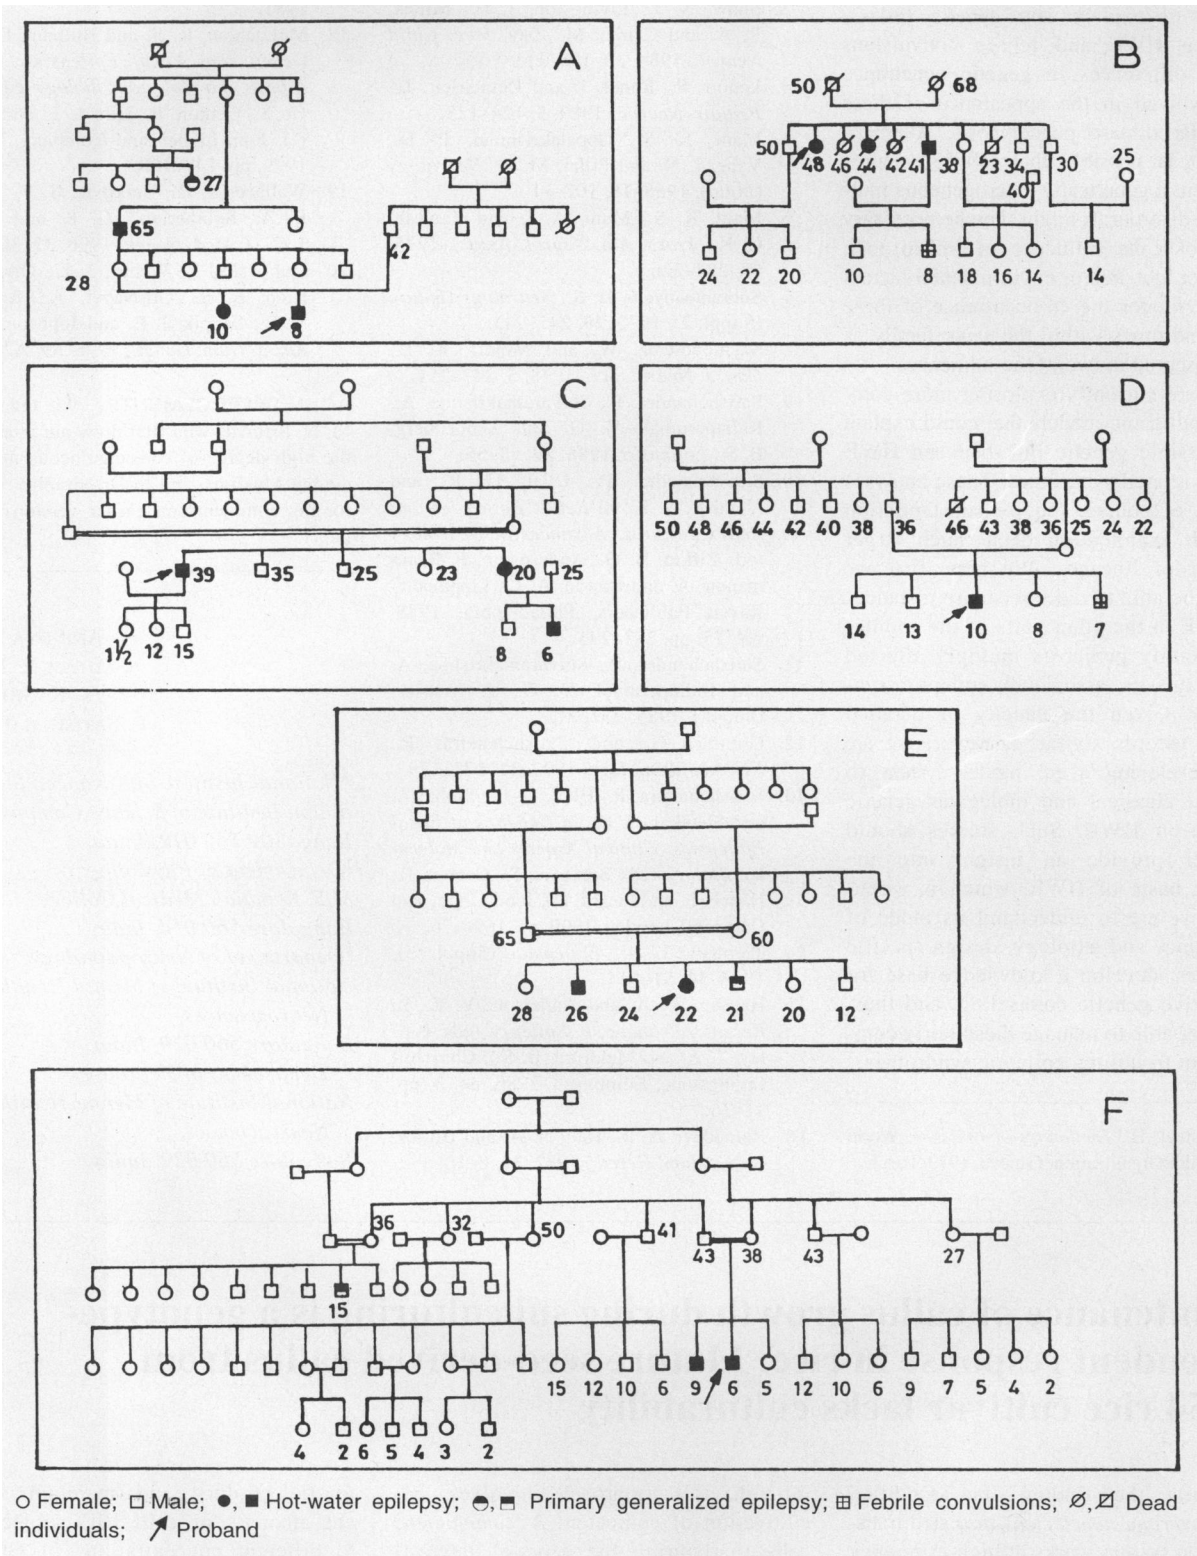 A
27
65
42
28
10 8
B
50 68
50 48 46 44 42 41 38 23 34 30 25
40
24 22 20 10 8 18 16 14 14
C
39 35 25 23 20 25
1½ 12 15 8 6
D
50 48 46 44 42 40 38 36 46 43 38 36 25 24 22
14 13 10 8 7
E
65 60
28 26 24 22 21 20 12
F
36 32 50 41
43 38 43 27
15
15 12 10 6 9 6 5 12 10 6 9 7 5 4 2
4 2 6 5 4 3 2
Female; Male; , Hot-water epilepsy; , Primary generalized epilepsy; Febrile convulsions; , Dead
individuals; Proband